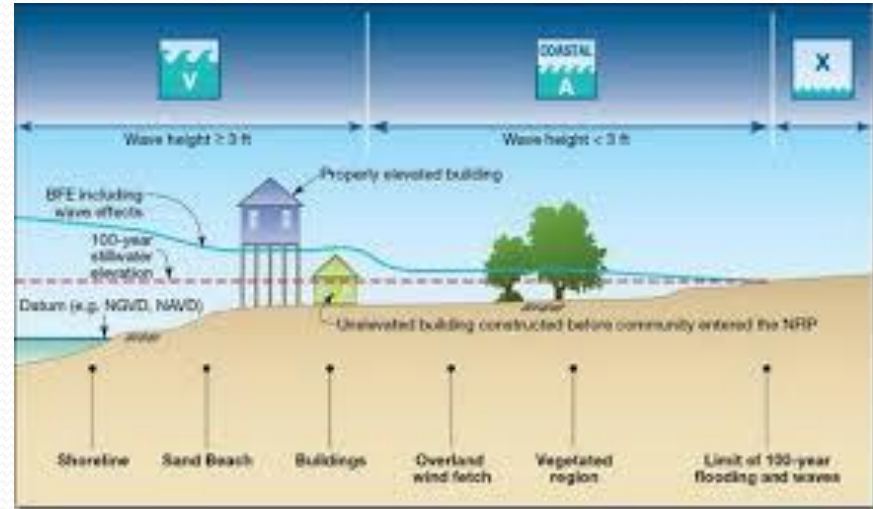 V
COASTAL
A
X
Wave height ≥ 3 ft
Wave height < 3 ft
Properly elevated building
BFE including
wave effects
100-year
stillwater
elevation
Datum (e.g. NGVD, NAVD)
Unelevated building constructed before community entered the NFIP
Shoreline
Sand Beach
Buildings
Overland
wind fetch
Vegetated
region
Limit of 100-year
flooding and waves